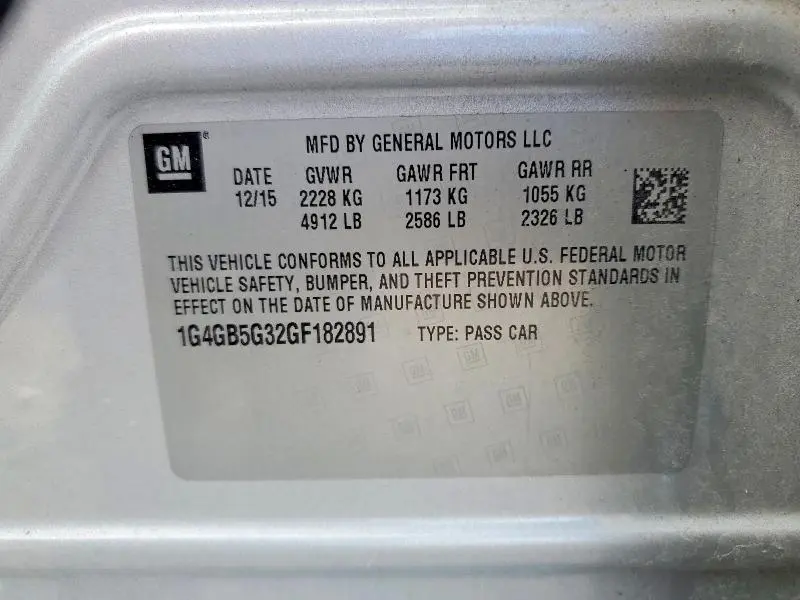 GM
MFD BY GENERAL MOTORS LLC
DATE GVWR GAWR FRT GAWR RR
12/15 2228 KG 1173 KG 1055 KG
4912 LB 2586 LB 2326 LB
THIS VEHICLE CONFORMS TO ALL APPLICABLE U.S. FEDERAL MOTOR
VEHICLE SAFETY, BUMPER, AND THEFT PREVENTION STANDARDS IN
EFFECT ON THE DATE OF MANUFACTURE SHOWN ABOVE.
1G4GB5G32GF182891 TYPE: PASS CAR